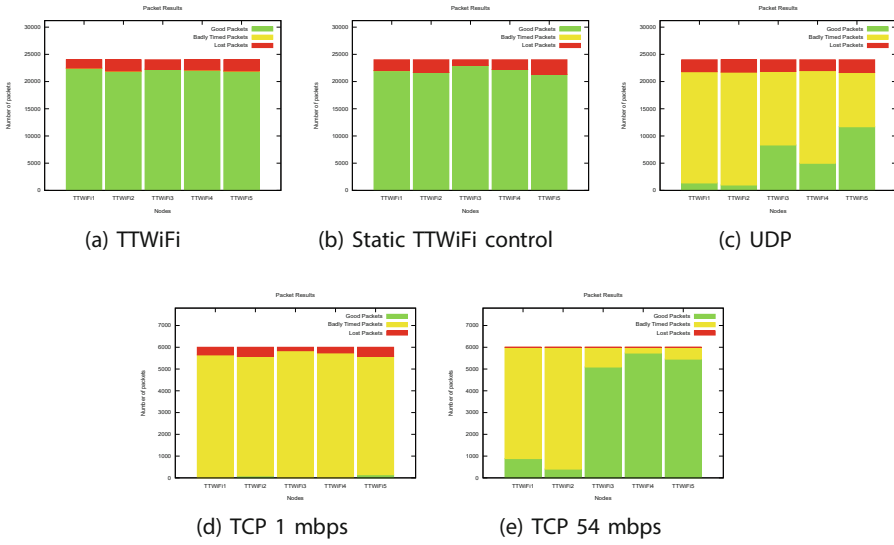 Packet Results
Good Packets
Badly Timed Packets
Lost Packets
30000
25000
20000
15000
10000
5000
0
Number of packets
TTWiFi1 TTWiFi2 TTWiFi3 TTWiFi4 TTWiFi5
Nodes
(a) TTWiFi
Packet Results
Good Packets
Badly Timed Packets
Lost Packets
30000
25000
20000
15000
10000
5000
0
Number of packets
TTWiFi1 TTWiFi2 TTWiFi3 TTWiFi4 TTWiFi5
Nodes
(b) Static TTWiFi control
Packet Results
Good Packets
Badly Timed Packets
Lost Packets
30000
25000
20000
15000
10000
5000
0
Number of packets
TTWiFi1 TTWiFi2 TTWiFi3 TTWiFi4 TTWiFi5
Nodes
(c) UDP
Packet Results
Good Packets
Badly Timed Packets
Lost Packets
7000
6000
5000
4000
3000
2000
1000
0
Number of packets
TTWiFi1 TTWiFi2 TTWiFi3 TTWiFi4 TTWiFi5
Nodes
(d) TCP 1 mbps
Packet Results
Good Packets
Badly Timed Packets
Lost Packets
7000
6000
5000
4000
3000
2000
1000
0
Number of packets
TTWiFi1 TTWiFi2 TTWiFi3 TTWiFi4 TTWiFi5
Nodes
(e) TCP 54 mbps